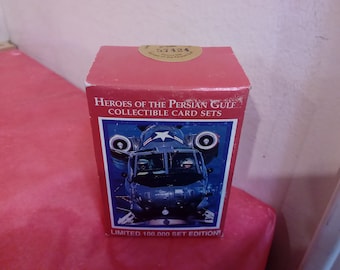 HEROES OF THE PERSIAN GULF
COLLECTIBLE CARD SETS
LIMITED 100,000 SET EDITION